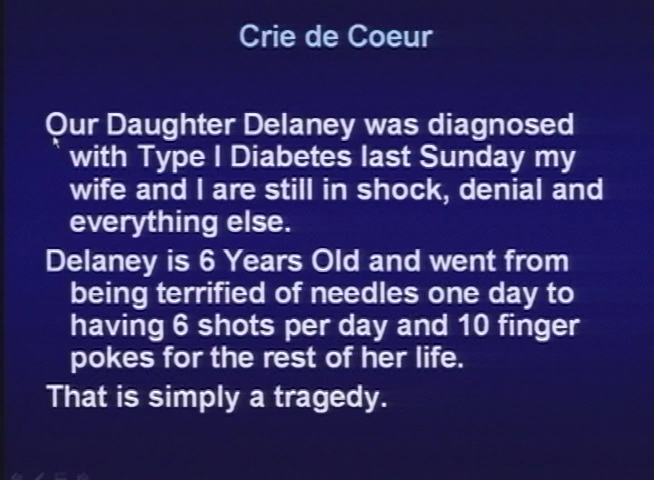 Crie de Coeur
Our Daughter Delaney was diagnosed
with Type I Diabetes last Sunday my
wife and I are still in shock, denial and
everything else.
Delaney is 6 Years Old and went from
being terrified of needles one day to
having 6 shots per day and 10 finger
pokes for the rest of her life.
That is simply a tragedy.